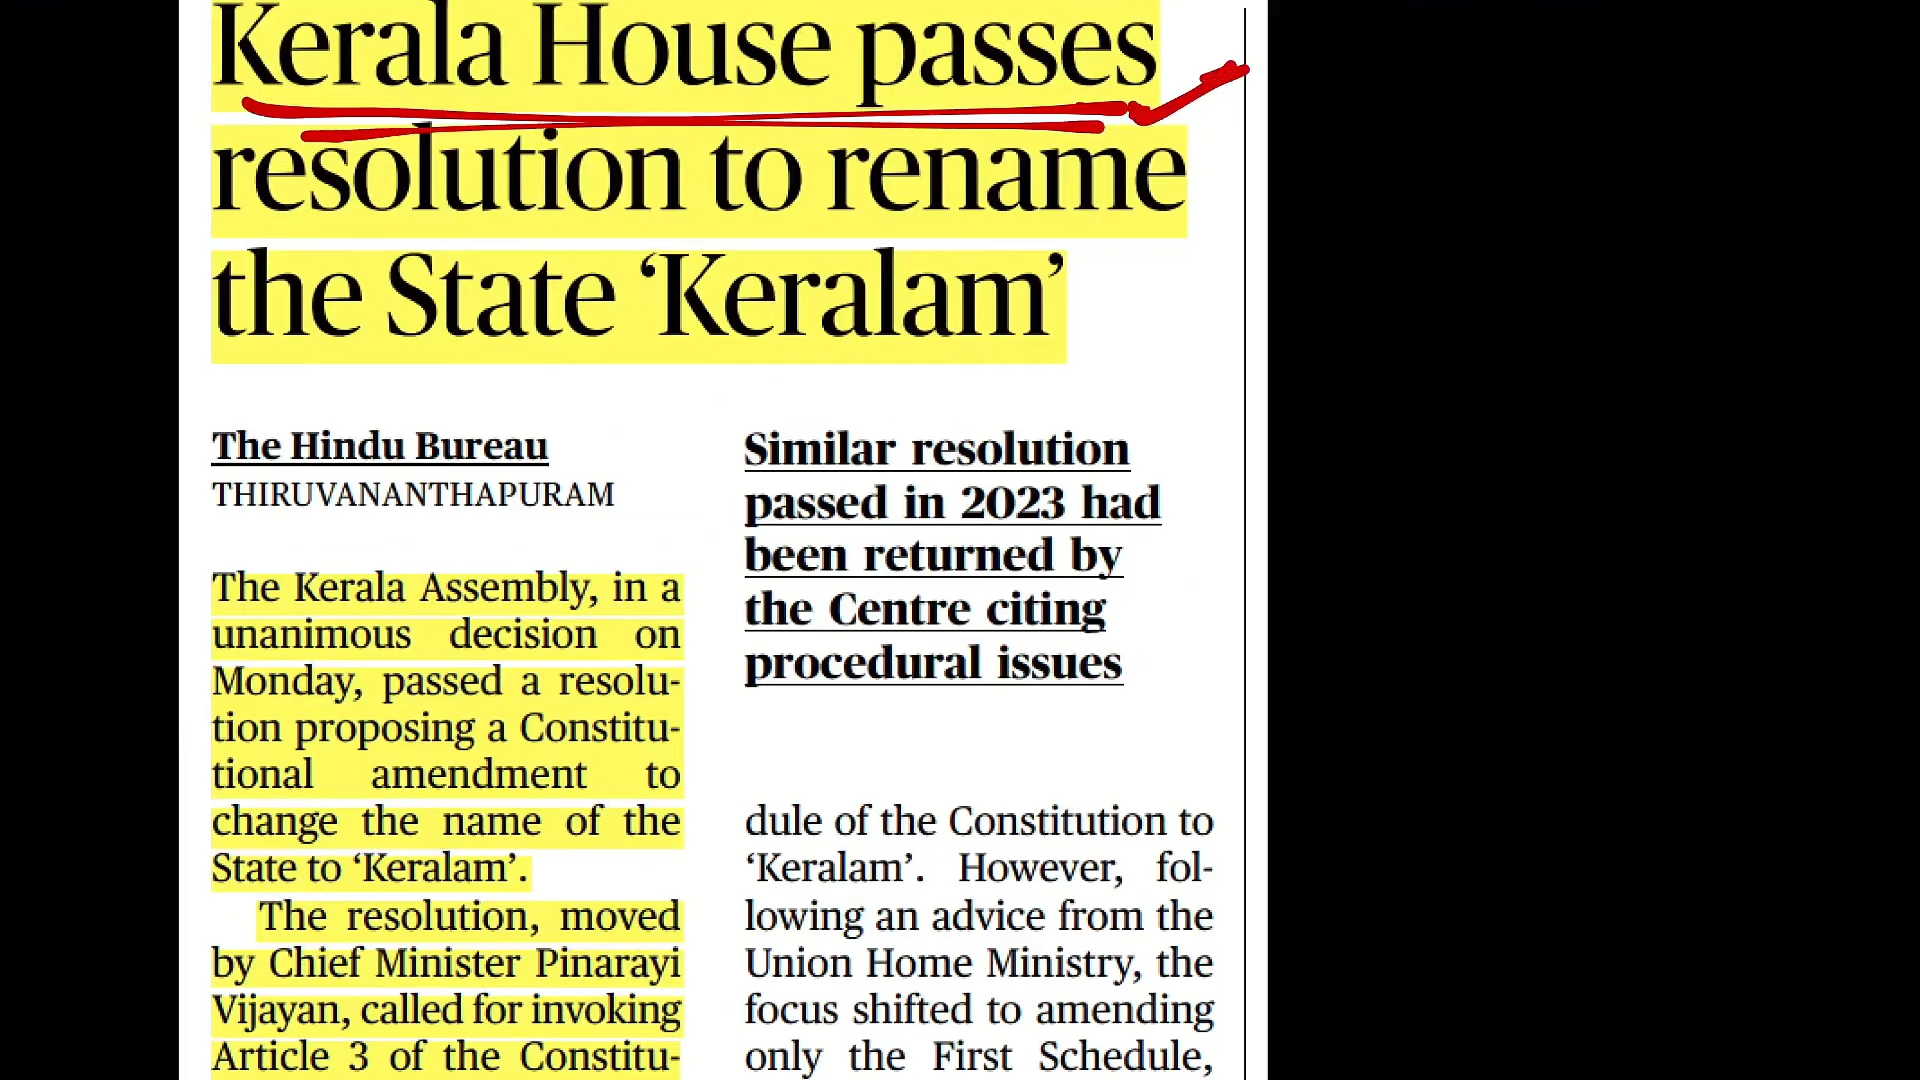 Kerala House passes
resolution to rename
the State ‘Keralam’
The Hindu Bureau
THIRUVANANTHAPURAM
The Kerala Assembly, in a
unanimous decision on
Monday, passed a resolu-
tion proposing a Constitu-
tional amendment to
change the name of the
State to ‘Keralam’.
The resolution, moved
by Chief Minister Pinarayi
Vijayan, called for invoking
Article 3 of the Constitu-
Similar resolution
passed in 2023 had
been returned by
the Centre citing
procedural issues
dule of the Constitution to
‘Keralam’. However, fol-
lowing an advice from the
Union Home Ministry, the
focus shifted to amending
only the First Schedule,